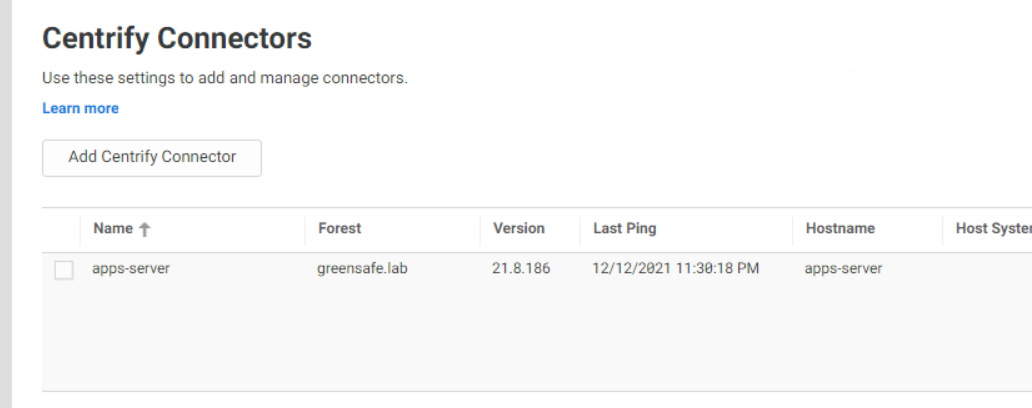 Centrify Connectors
Use these settings to add and manage connectors.
Learn more
Add Centrify Connector
Name ↑ Forest Version Last Ping Hostname Host System
apps-server greensafe.lab 21.8.186 12/12/2021 11:30:18 PM apps-server